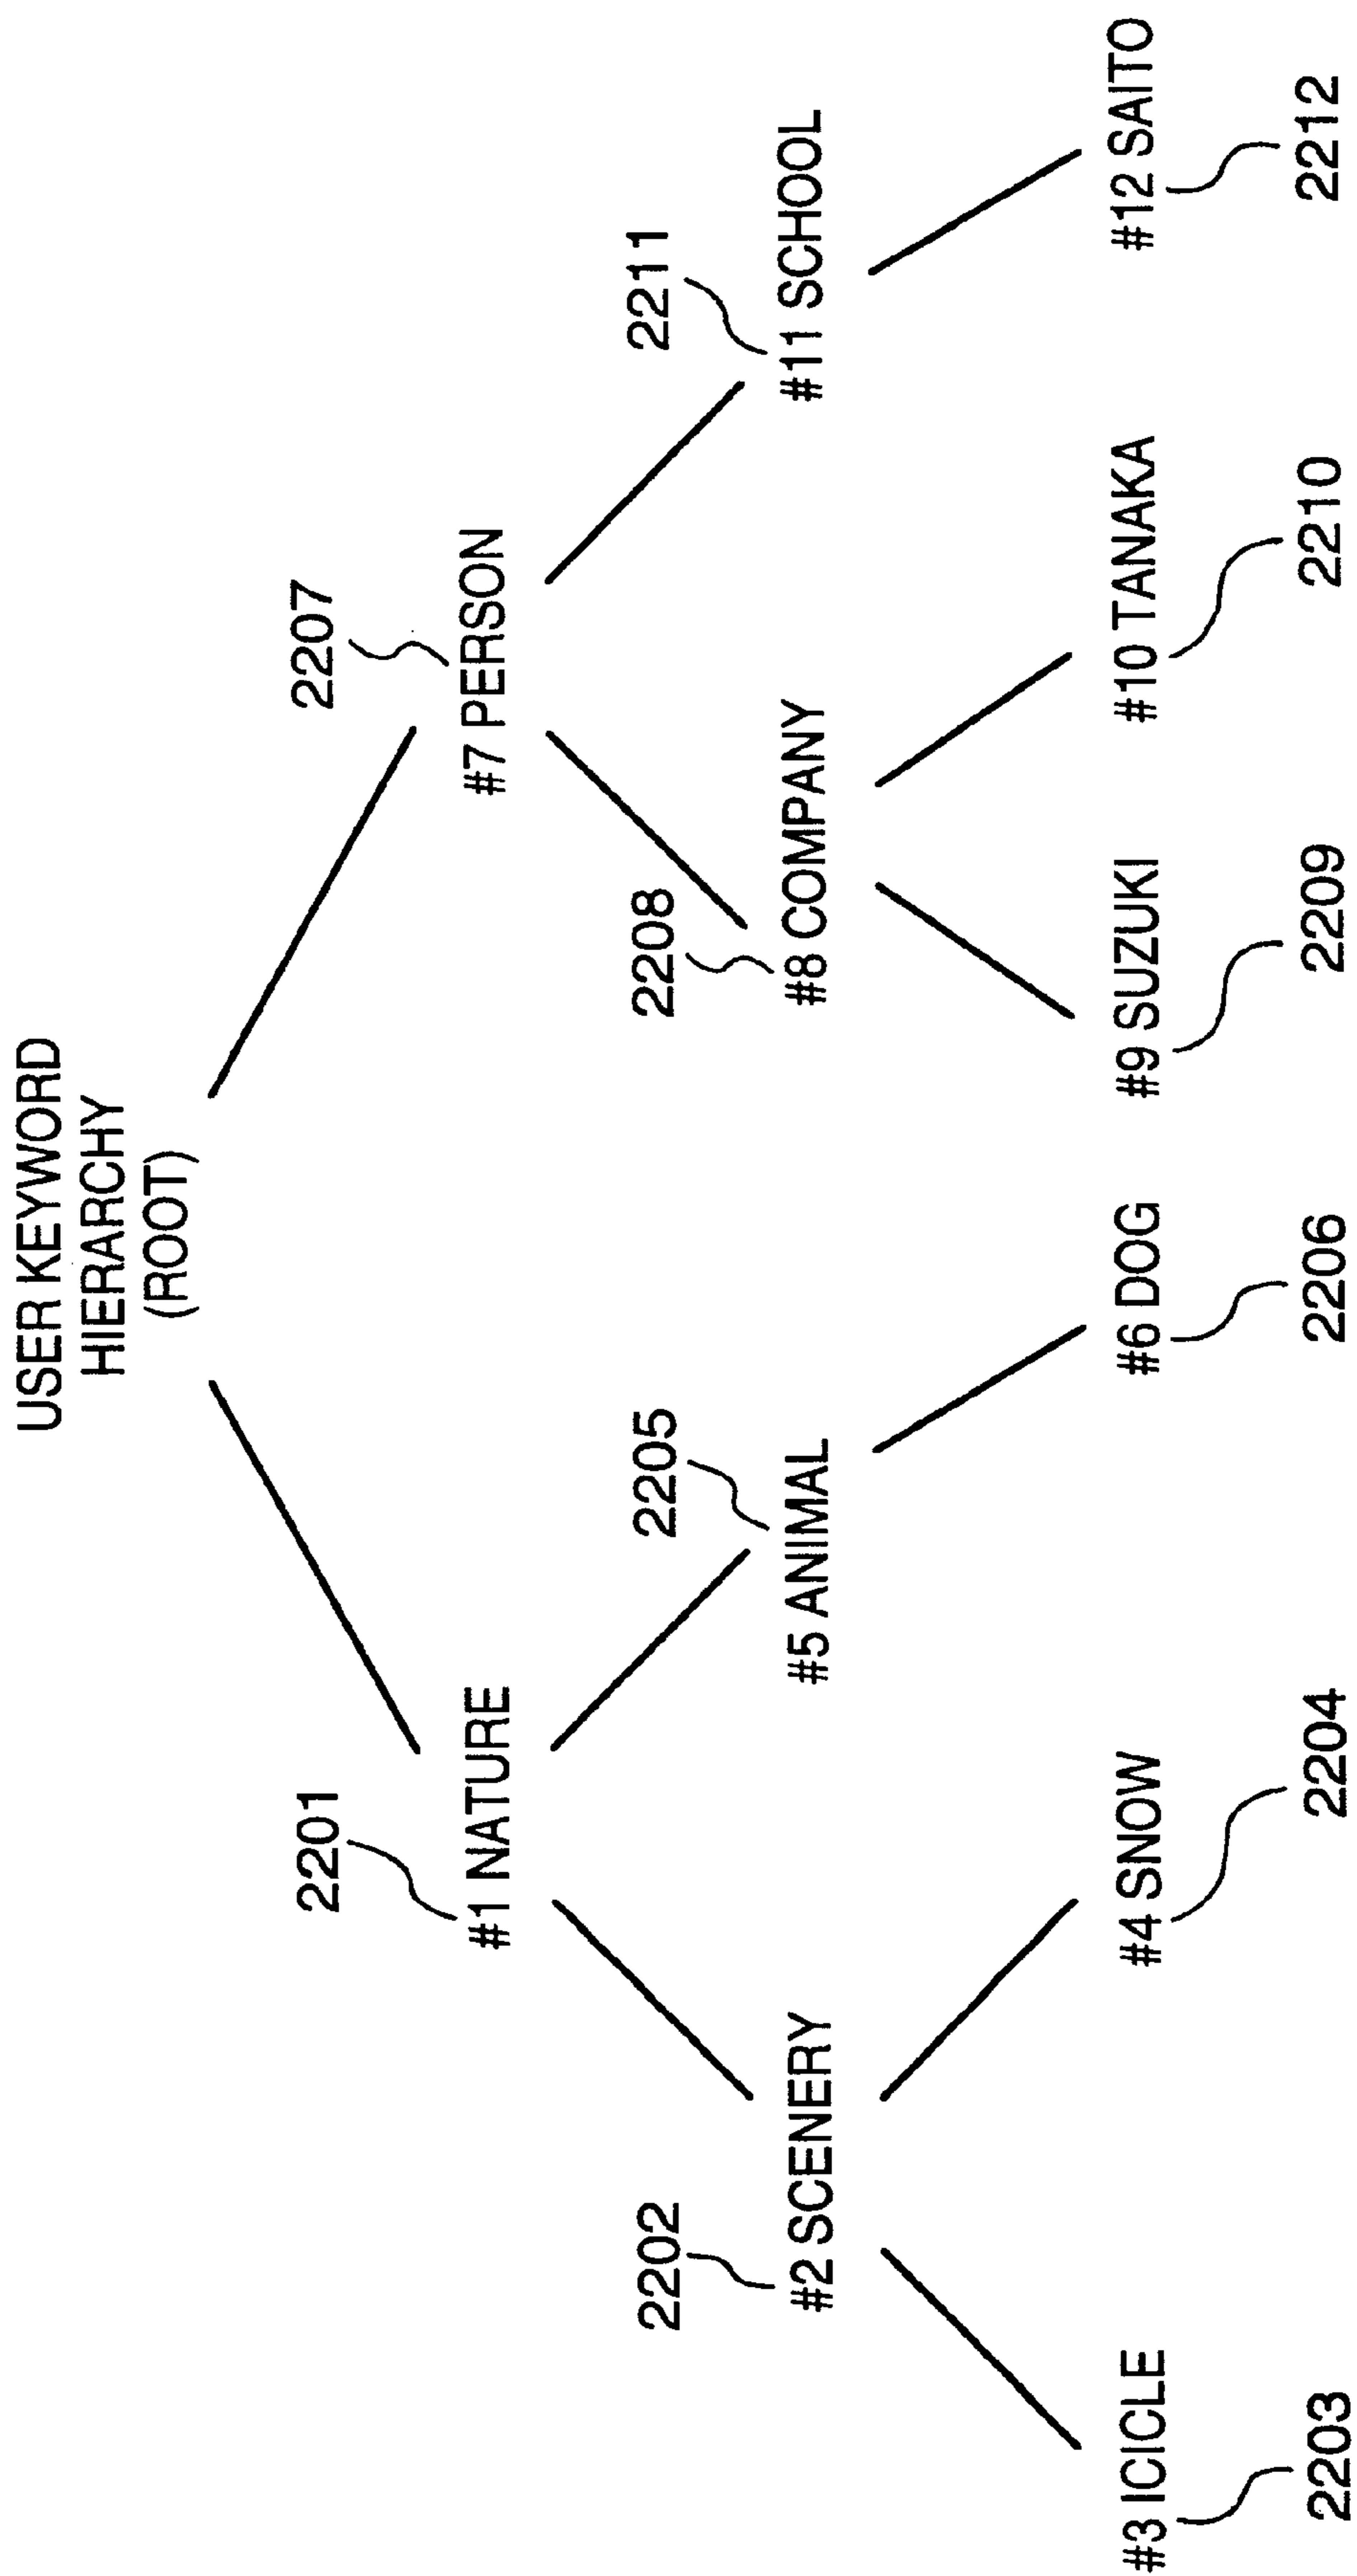 USER KEYWORD
HIERARCHY
(ROOT)
2201
#1 NATURE
2207
#7 PERSON
2202
#2 SCENERY
2205
#5 ANIMAL
2208
#8 COMPANY
2211
#11 SCHOOL
#3 ICICLE
#4 SNOW
#6 DOG
#9 SUZUKI
#10 TANAKA
#12 SAITO
2203
2204
2206
2209
2210
2212